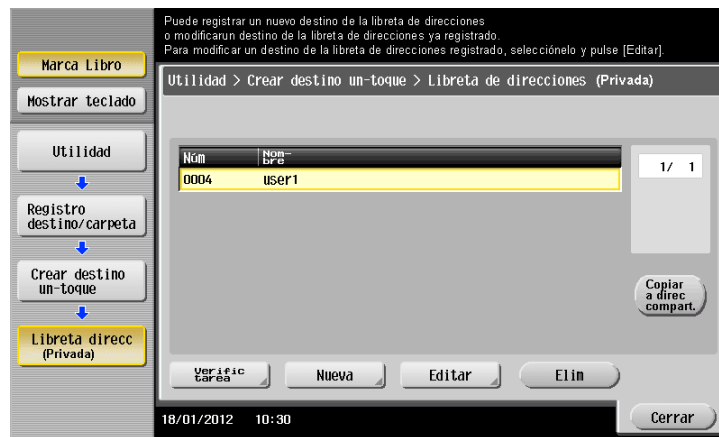 Puede registrar un nuevo destino de la libreta de direcciones
o modificarun destino de la libreta de direcciones ya registrado.
Para modificar un destino de la libreta de direcciones registrado, selecciónelo y pulse [Editar].
Marca Libro
Mostrar teclado
Utilidad > Crear destino un-toque > Libreta de direcciones (Privada)
Utilidad
Registro
destino/carpeta
Crear destino
un-toque
Libreta direcc
(Privada)
Núm Nom-
bre
0004 user1
1/ 1
Copiar
a direc
compart.
Verific
tarea
Nueva
Editar
Elim
18/01/2012 10:30
Cerrar